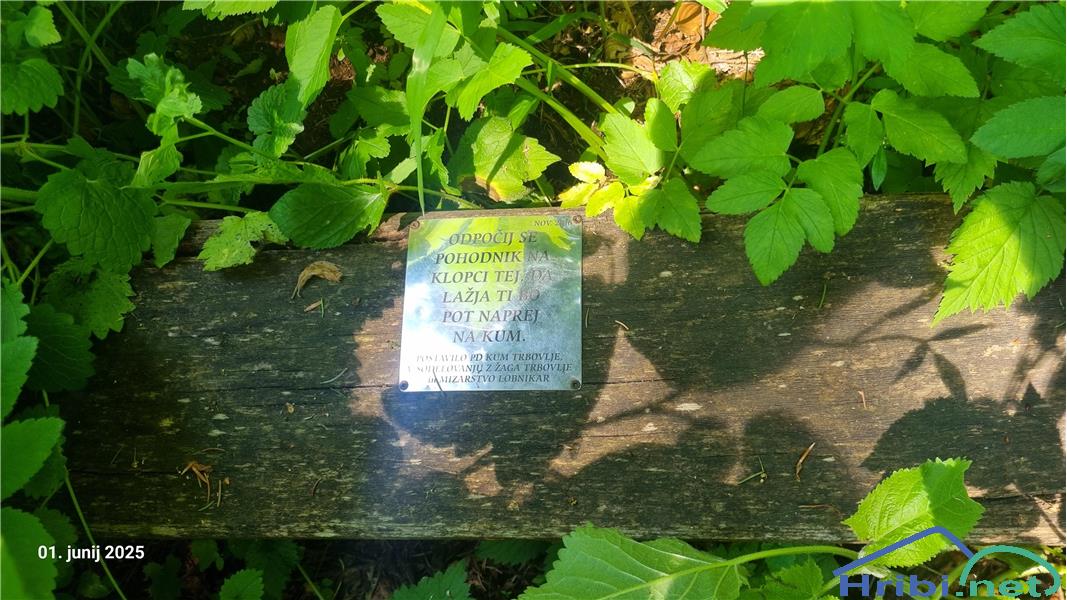 ODPOČIJ SE
POHODNIK NA
KLOPCI TEJ, DA
LAŽJA TI BO
POT NAPREJ
NA KUM.
POSTAVILO PD KUM TRBOVLJE,
V SODELOVANJU Z ŽAGA TRBOVLJE
in MIZARSTVO LOBNIKAR
01. junij 2025
Hribi.net